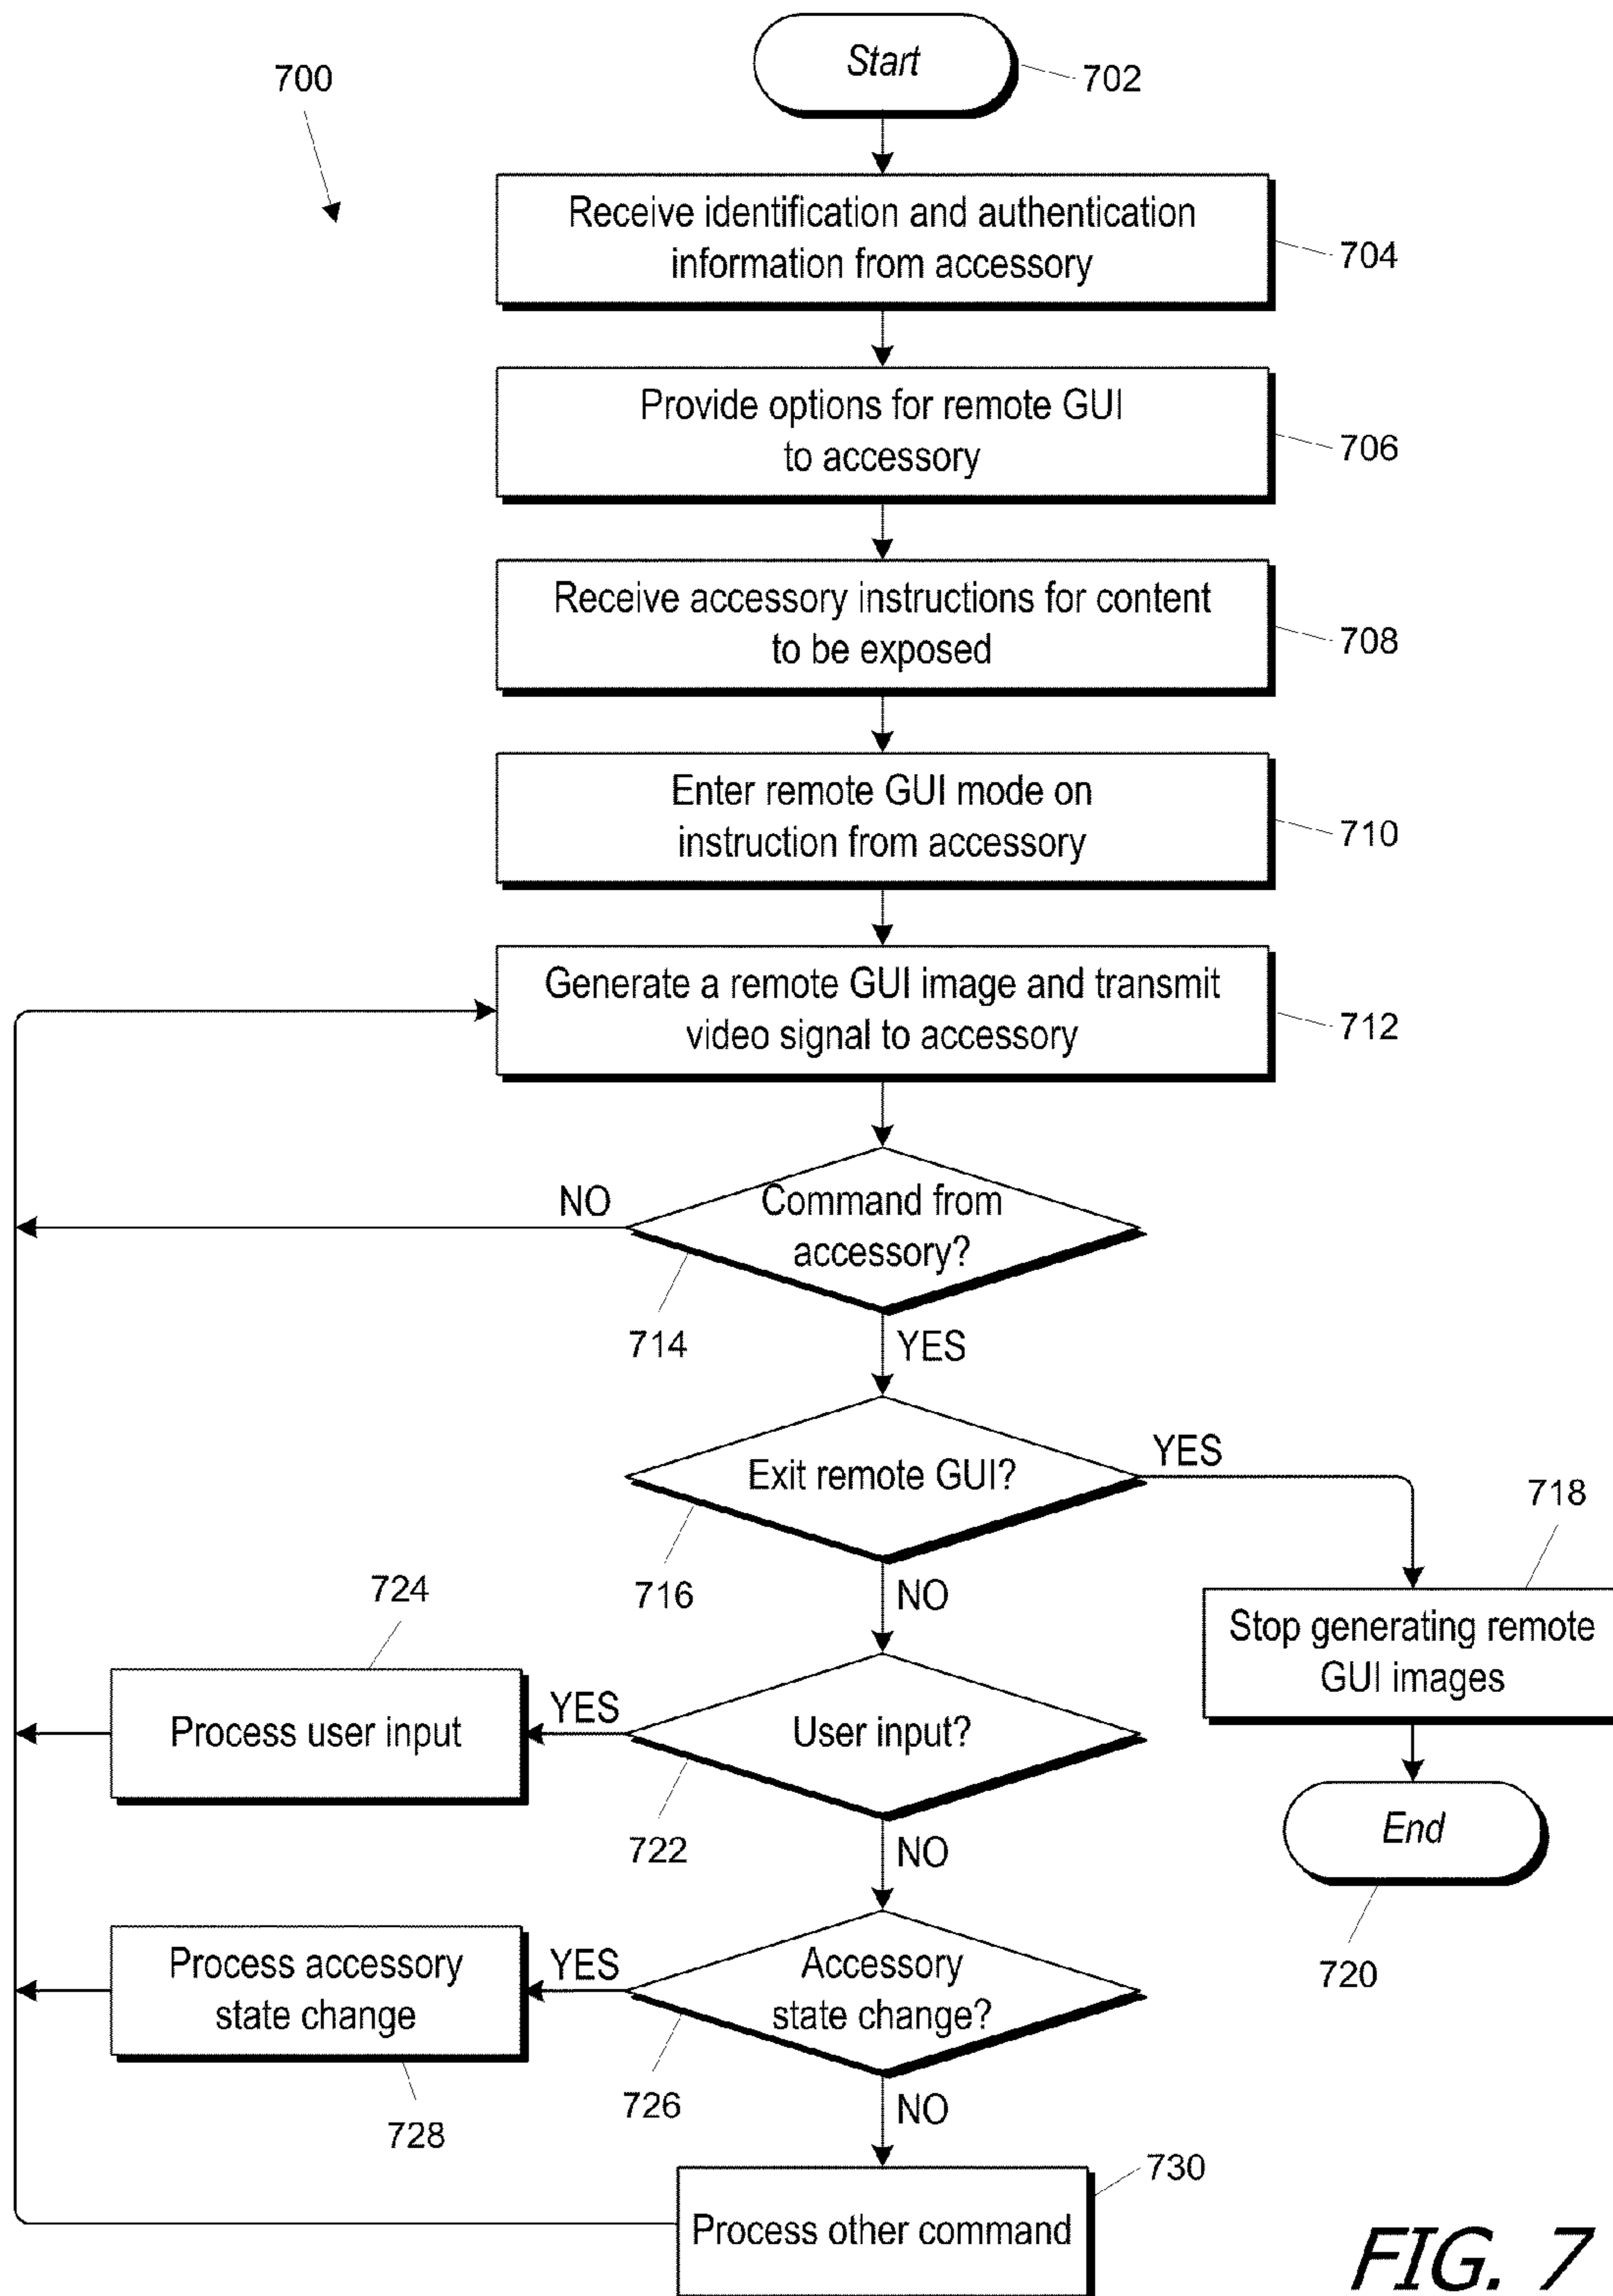 Start
702
700
Receive identification and authentication
information from accessory
704
Provide options for remote GUI
to accessory
706
Receive accessory instructions for content
to be exposed
708
Enter remote GUI mode on
instruction from accessory
710
Generate a remote GUI image and transmit
video signal to accessory
712
NO
Command from
accessory?
714
YES
Exit remote GUI?
YES
716
NO
718
Stop generating remote
GUI images
724
Process user input
YES
User input?
722
NO
End
720
Process accessory
state change
YES
Accessory
state change?
728
726
NO
730
Process other command
FIG. 7